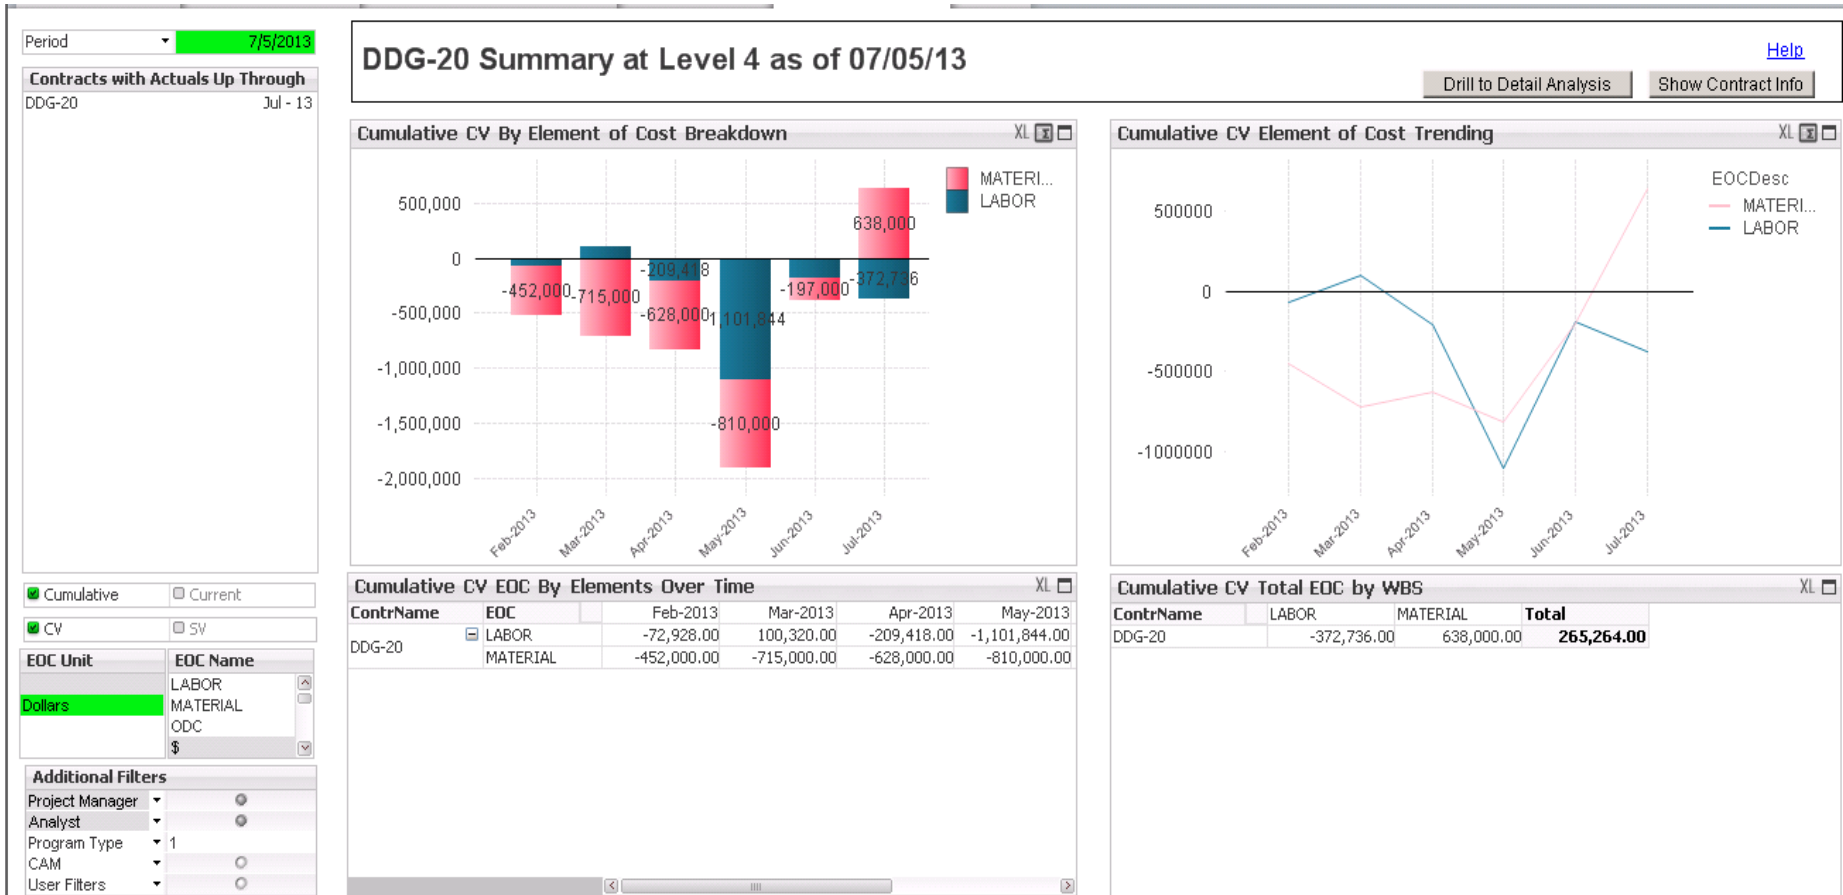 Period 7/5/2013
Contracts with Actuals Up Through
DDG-20 Jul - 13
DDG-20 Summary at Level 4 as of 07/05/13
Help
Drill to Detail Analysis Show Contract Info
Cumulative CV By Element of Cost Breakdown XL
MATERI...
LABOR
500,000
0
-500,000
-1,000,000
-1,500,000
-2,000,000
638,000
-209,418
-372,736
-452,000
-715,000
-197,000
-628,000
1,101,844
-810,000
Feb-2013 Mar-2013 Apr-2013 May-2013 Jun-2013 Jul-2013
Cumulative CV Element of Cost Trending XL
EOCDesc
MATERI...
LABOR
500000
0
-500000
-1000000
Feb-2013 Mar-2013 Apr-2013 May-2013 Jun-2013 Jul-2013
Cumulative Current
CV SV
EOC Unit EOC Name
LABOR
Dollars MATERIAL
ODC
$
Additional Filters
Project Manager
Analyst
Program Type 1
CAM
User Filters
Cumulative CV EOC By Elements Over Time XL
ContrName EOC Feb-2013 Mar-2013 Apr-2013 May-2013
DDG-20 LABOR -72,928.00 100,320.00 -209,418.00 -1,101,844.00
MATERIAL -452,000.00 -715,000.00 -628,000.00 -810,000.00
Cumulative CV Total EOC by WBS XL
ContrName LABOR MATERIAL Total
DDG-20 -372,736.00 638,000.00 265,264.00